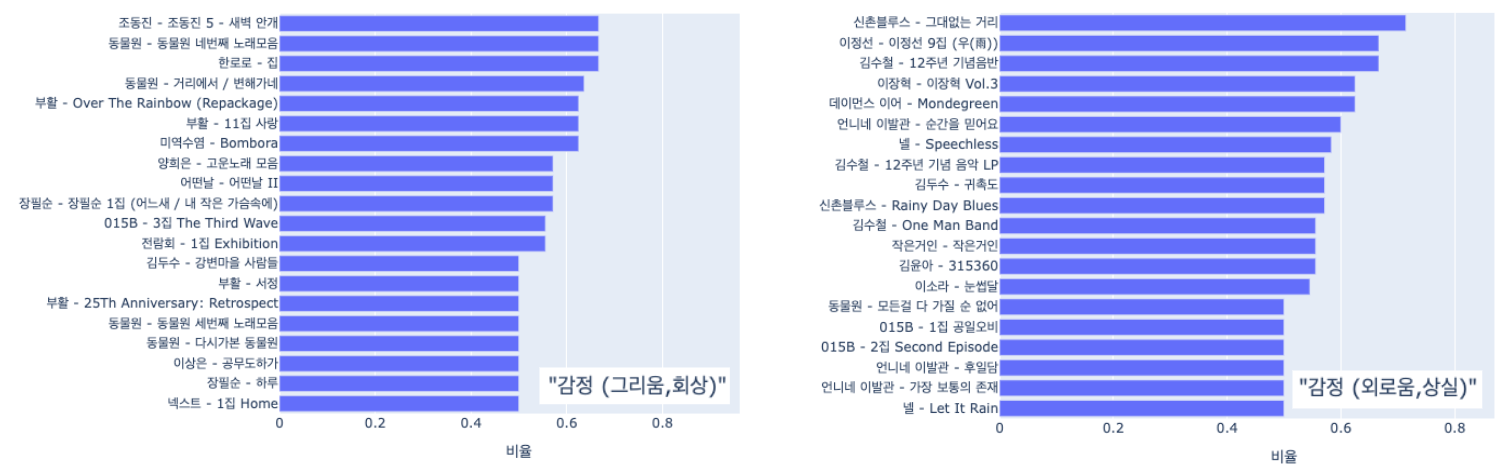 조동진 - 조동진 5 - 새벽 안개
동물원 - 동물원 네번째 노래모음
한로로 - 집
동물원 - 거리에서 / 변해가네
부활 - Over The Rainbow (Repackage)
부활 - 11집 사랑
미역수염 - Bombora
양희은 - 고운노래 모음
어떤날 - 어떤날 II
장필순 - 장필순 1집 (어느새 / 내 작은 가슴속에)
015B - 3집 The Third Wave
전람회 - 1집 Exhibition
김두수 - 강변마을 사람들
부활 - 서정
부활 - 25Th Anniversary: Retrospect
동물원 - 동물원 세번째 노래모음
동물원 - 다시가본 동물원
이상은 - 공무도하가
장필순 - 하루
넥스트 - 1집 Home
"감정 (그리움,회상)"
0 0.2 0.4 0.6 0.8
비율
신촌블루스 - 그대없는 거리
이정선 - 이정선 9집 (우(雨))
김수철 - 12주년 기념음반
이장혁 - 이장혁 Vol.3
데이먼스 이어 - Mondegreen
언니네 이발관 - 순간을 믿어요
넬 - Speechless
김수철 - 12주년 기념 음악 LP
김두수 - 귀촉도
신촌블루스 - Rainy Day Blues
김수철 - One Man Band
작은거인 - 작은거인
김윤아 - 315360
이소라 - 눈썹달
동물원 - 모든걸 다 가질 순 없어
015B - 1집 공일오비
015B - 2집 Second Episode
언니네 이발관 - 후일담
언니네 이발관 - 가장 보통의 존재
넬 - Let It Rain
"감정 (외로움,상실)"
0 0.2 0.4 0.6 0.8
비율